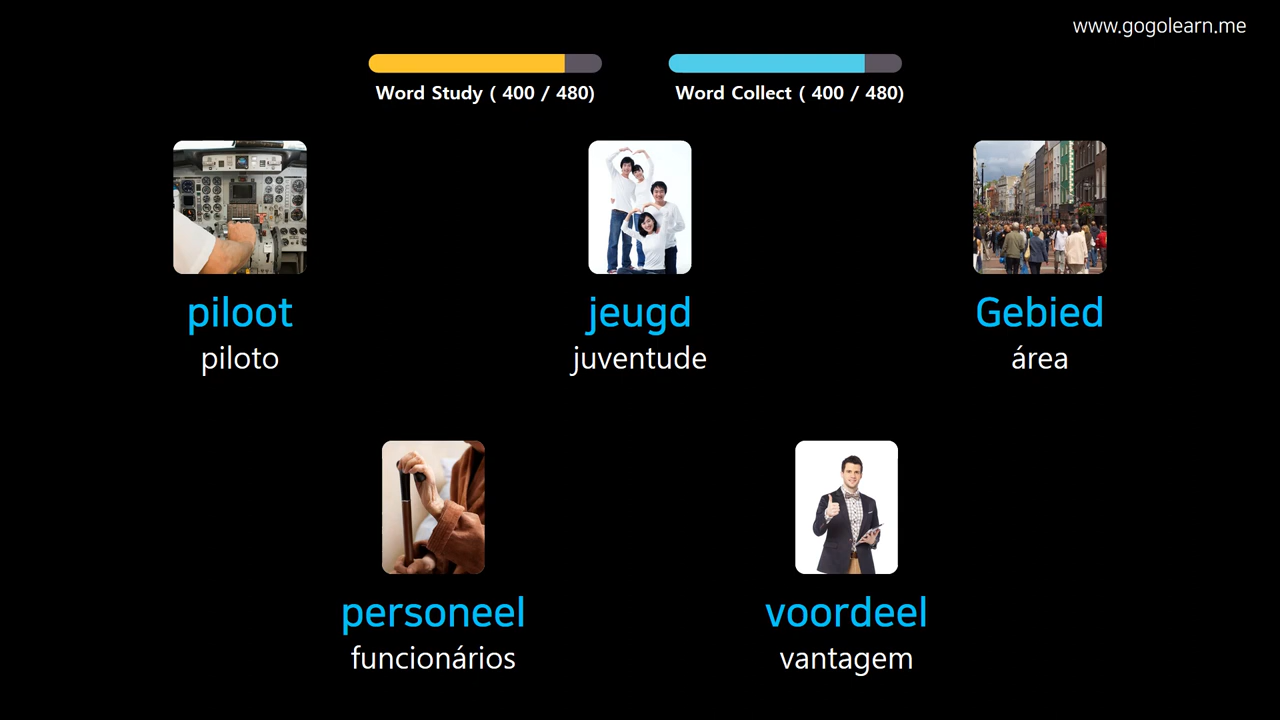 www.gogolearn.me
Word Study ( 400 / 480)
Word Collect ( 400 / 480)
piloot
piloto
jeugd
juventude
Gebied
área
personeel
funcionários
voordeel
vantagem